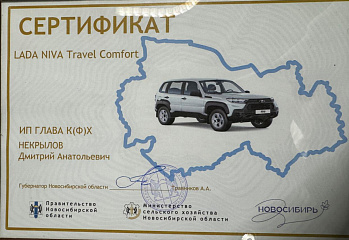 СЕРТИФИКАТ
LADA NIVA Travel Comfort
ИП ГЛАВА К(Ф)Х
НЕКРЫЛОВ
Дмитрий Анатольевич
Губернатор Новосибирской области
Травников А.А.
Правительство
Новосибирской
области
Министерство
сельского хозяйства
Новосибирской области
НОВОСИБИРЬ